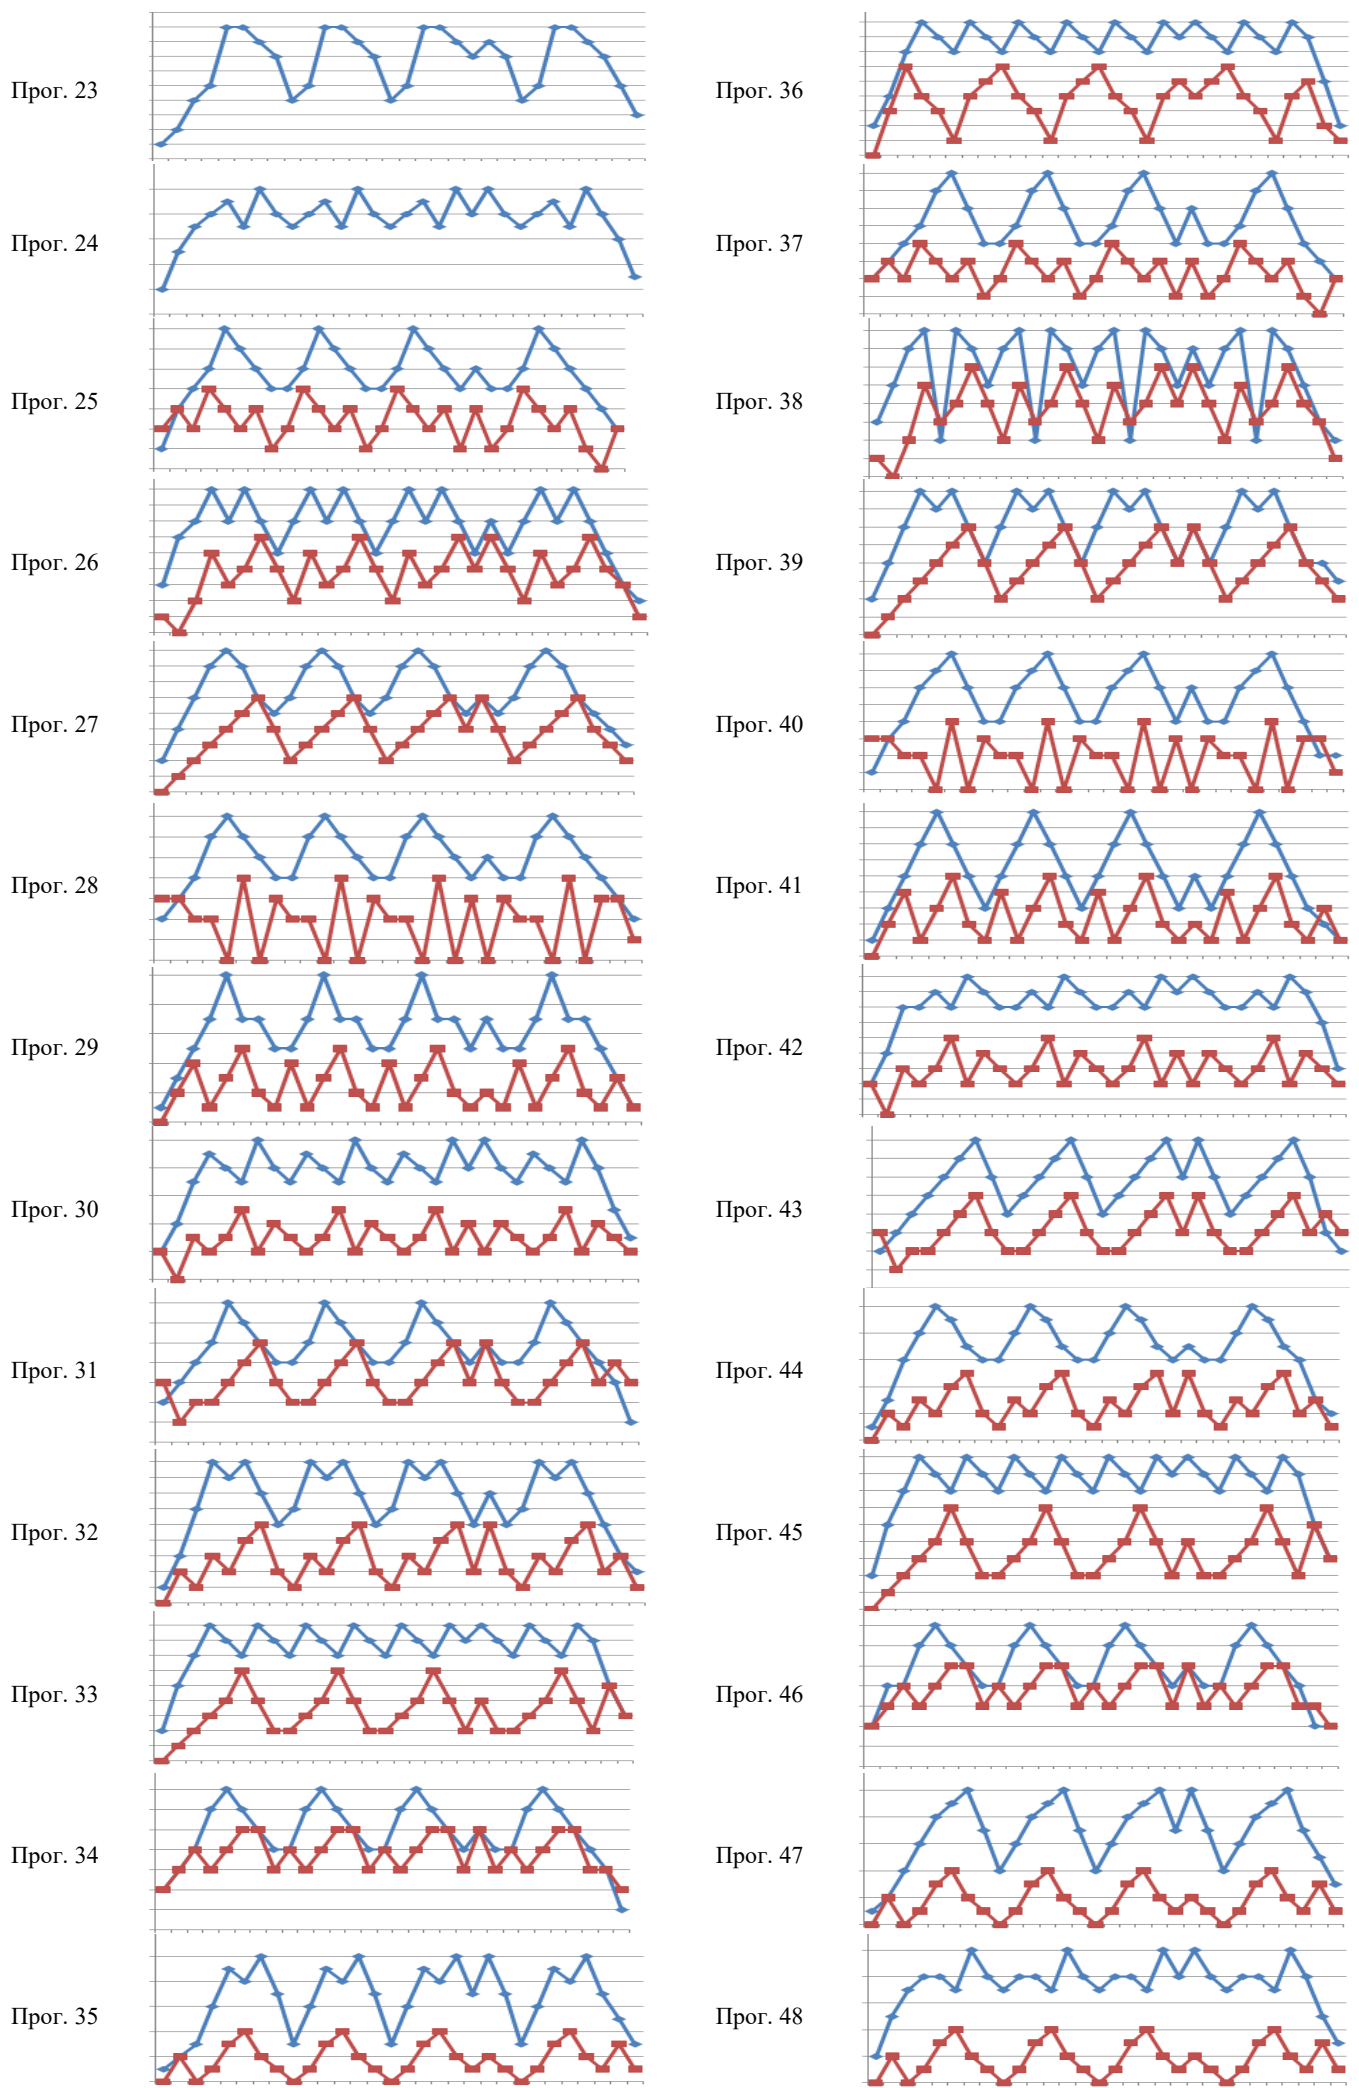 Прог. 23
Прог. 36
Прог. 24
Прог. 37
Прог. 25
Прог. 38
Прог. 26
Прог. 39
Прог. 27
Прог. 40
Прог. 28
Прог. 41
Прог. 29
Прог. 42
Прог. 30
Прог. 43
Прог. 31
Прог. 44
Прог. 32
Прог. 45
Прог. 33
Прог. 46
Прог. 34
Прог. 47
Прог. 35
Прог. 48